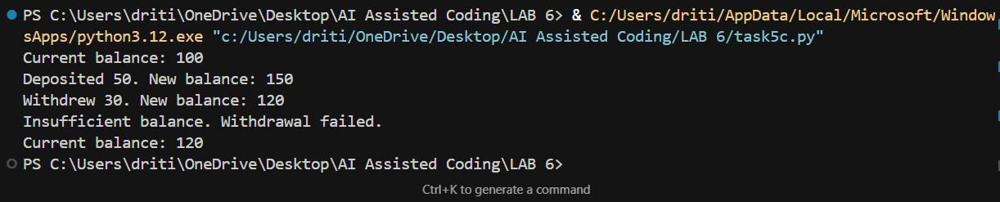 PS C:\Users\driti\OneDrive\Desktop\AI Assisted Coding\LAB 6> & C:/Users/driti/AppData/Local/Microsoft/Window
sApps/python3.12.exe "c:/Users/driti/OneDrive/Desktop/AI Assisted Coding/LAB 6/task5c.py"
Current balance: 100
Deposited 50. New balance: 150
Withdrew 30. New balance: 120
Insufficient balance. Withdrawal failed.
Current balance: 120
PS C:\Users\driti\OneDrive\Desktop\AI Assisted Coding\LAB 6>
Ctrl+K to generate a command